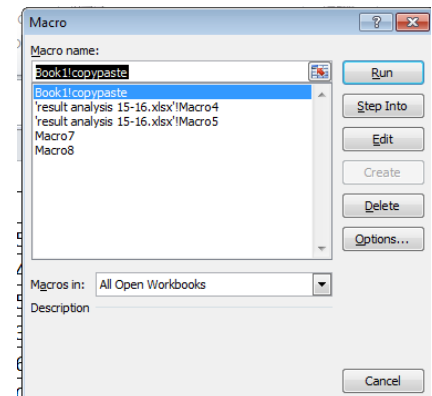 Macro
Macro name:
Book1!copypaste
Run
Book1!copypaste
'result analysis 15-16.xlsx'!Macro4
'result analysis 15-16.xlsx'!Macro5
Macro7
Macro8
Step Into
Edit
Create
Delete
Options...
Macros in: All Open Workbooks
Description
Cancel